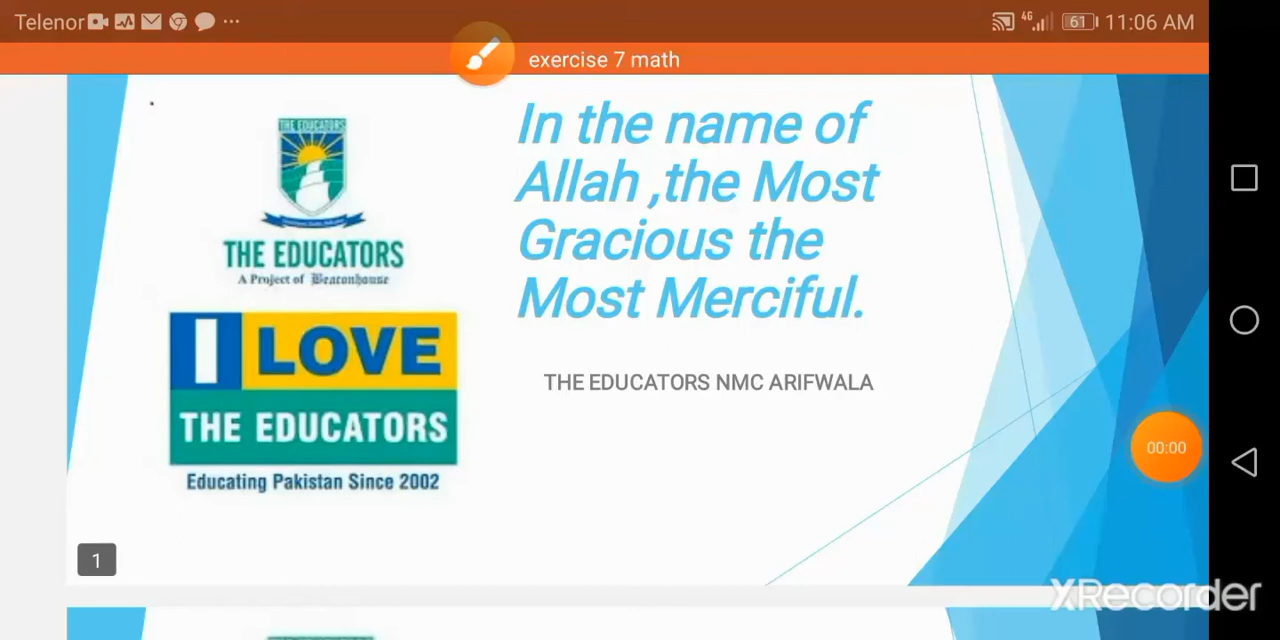 Telenor
4G
61
11:06 AM
exercise 7 math
THE EDUCATORS
THE EDUCATORS
A Project of Beaconhouse
I LOVE
THE EDUCATORS
Educating Pakistan Since 2002
In the name of
Allah ,the Most
Gracious the
Most Merciful.
THE EDUCATORS NMC ARIFWALA
00:00
1
XRecorder